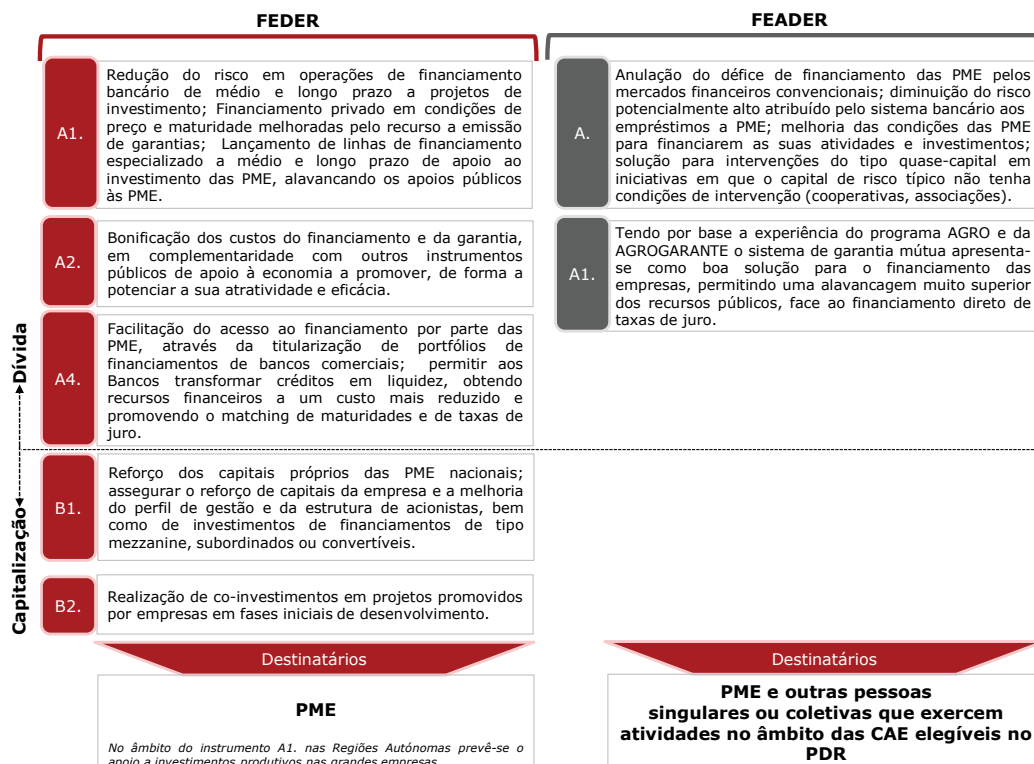 FEDER
A1.
Redução do risco em operações de financiamento
bancário de médio e longo prazo a projetos de
investimento; Financiamento privado em condições de
preço e maturidade melhoradas pelo recurso a emissão
de garantias; Lançamento de linhas de financiamento
especializado a médio e longo prazo de apoio ao
investimento das PME, alavancando os apoios públicos
às PME.
A2.
Bonificação dos custos do financiamento e da garantia,
em complementaridade com outros instrumentos
públicos de apoio à economia a promover, de forma a
potenciar a sua atratividade e eficácia.
Dívida
A4.
Facilitação do acesso ao financiamento por parte das
PME, através da titularização de portfólios de
financiamentos de bancos comerciais; permitir aos
Bancos transformar créditos em liquidez, obtendo
recursos financeiros a um custo mais reduzido e
promovendo o matching de maturidades e de taxas de
juro.
Capitalização
B1.
Reforço dos capitais próprios das PME nacionais;
assegurar o reforço de capitais da empresa e a melhoria
do perfil de gestão e da estrutura de acionistas, bem
como de investimentos de financiamentos de tipo
mezzanine, subordinados ou convertíveis.
B2.
Realização de co-investimentos em projetos promovidos
por empresas em fases iniciais de desenvolvimento.
Destinatários
PME
No âmbito do instrumento A1. nas Regiões Autónomas prevê-se o
apoio a investimentos produtivos nas grandes empresas
FEADER
A.
Anulação do défice de financiamento das PME pelos
mercados financeiros convencionais; diminuição do risco
potencialmente alto atribuído pelo sistema bancário aos
empréstimos a PME; melhoria das condições das PME
para financiarem as suas atividades e investimentos;
solução para intervenções do tipo quase-capital em
iniciativas em que o capital de risco típico não tenha
condições de intervenção (cooperativas, associações).
A1.
Tendo por base a experiência do programa AGRO e da
AGROGARANTE o sistema de garantia mútua apresenta-
se como boa solução para o financiamento das
empresas, permitindo uma alavancagem muito superior
dos recursos públicos, face ao financiamento direto de
taxas de juro.
Destinatários
PME e outras pessoas
singulares ou coletivas que exercem
atividades no âmbito das CAE elegíveis no
PDR